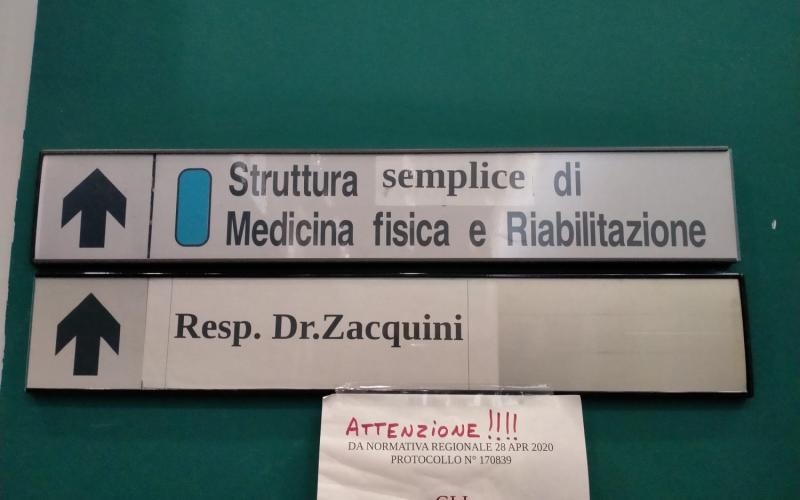 Struttura semplice di
Medicina fisica e Riabilitazione
Resp. Dr.Zacquini
ATTENZIONE !!!!
DA NORMATIVA REGIONALE 28 APR 2020
PROTOCOLLO N° 170839